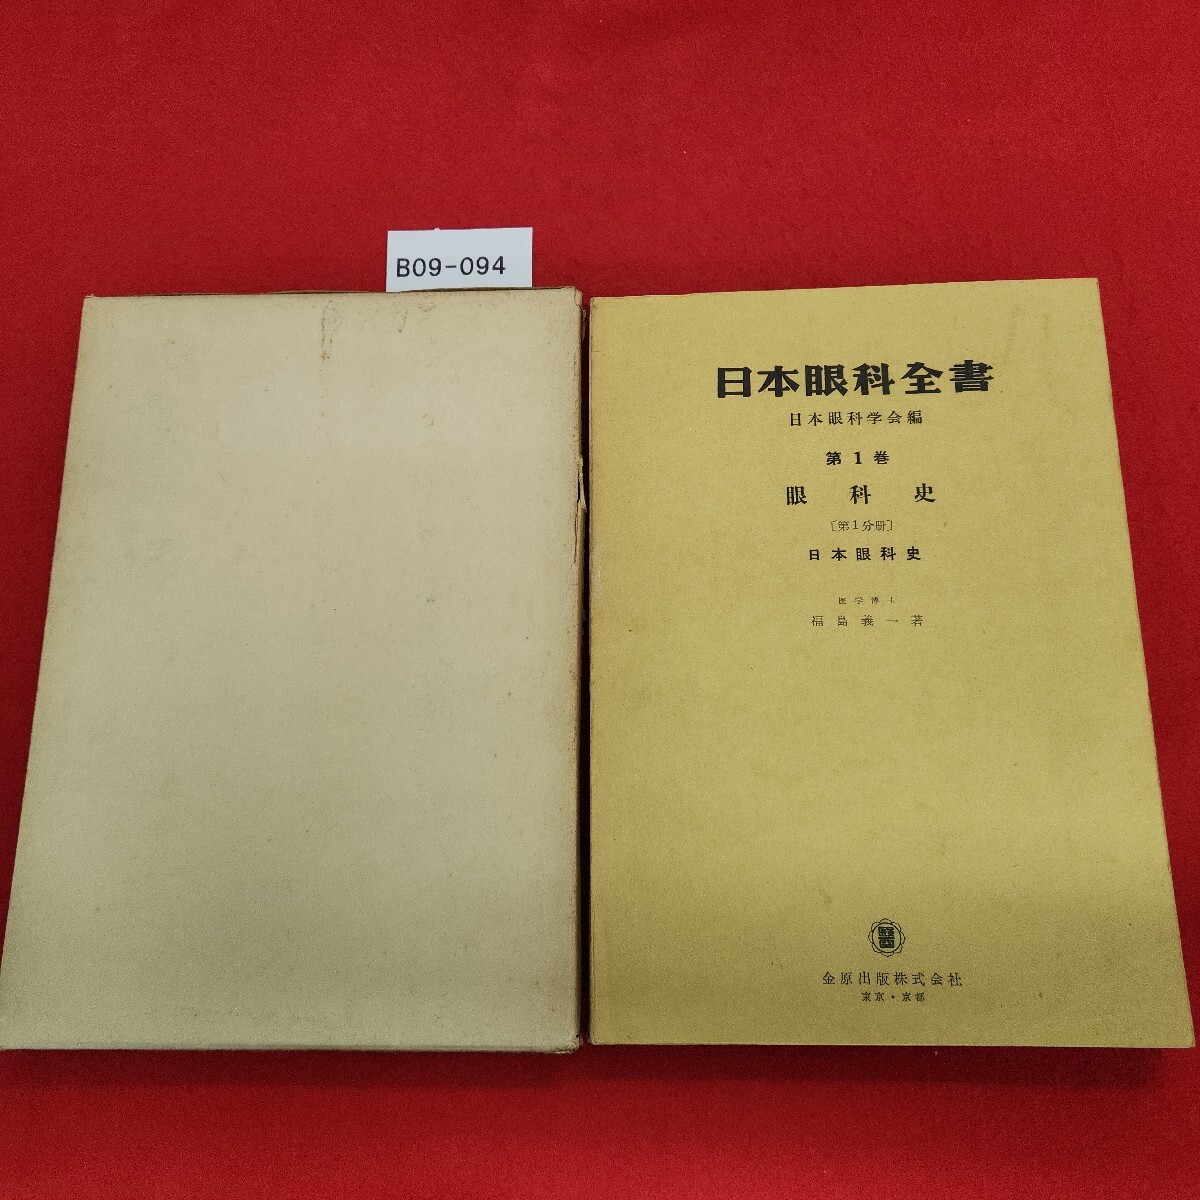 B09-094
日本眼科全書
日本眼科学会編
第1巻
眼科史
[第1分册]
日本眼科史
医学博士
福島義一著
金原出版株式会社
東京・京都